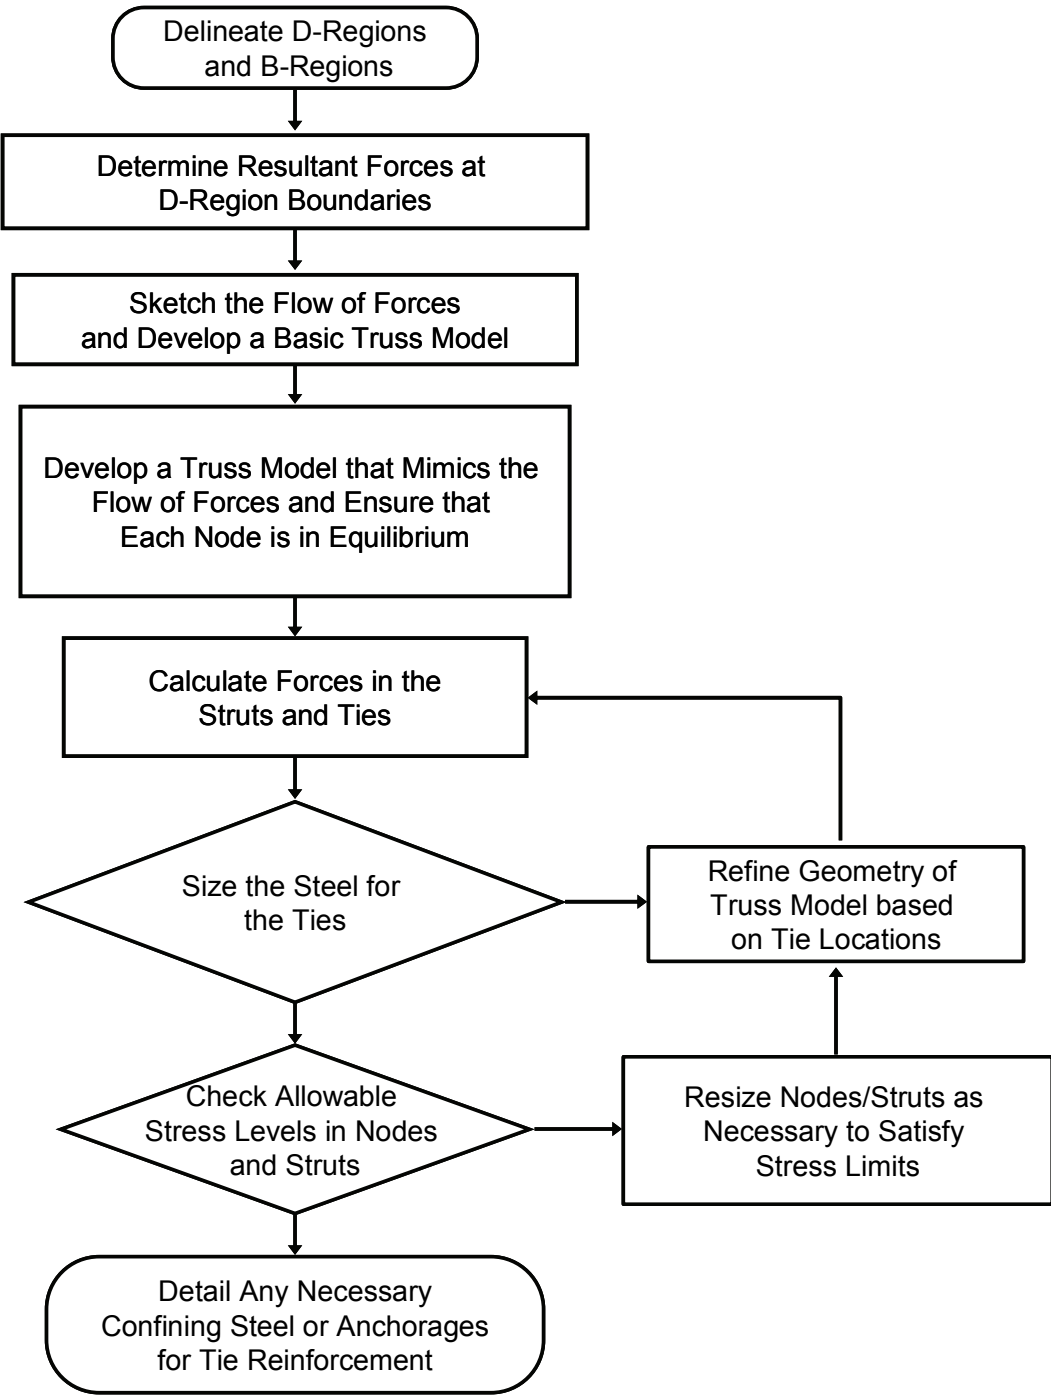 Delineate D-Regions
and B-Regions
Determine Resultant Forces at
D-Region Boundaries
Sketch the Flow of Forces
and Develop a Basic Truss Model
Develop a Truss Model that Mimics the
Flow of Forces and Ensure that
Each Node is in Equilibrium
Calculate Forces in the
Struts and Ties
Size the Steel for
the Ties
Refine Geometry of
Truss Model based
on Tie Locations
Check Allowable
Stress Levels in Nodes
and Struts
Resize Nodes/Struts as
Necessary to Satisfy
Stress Limits
Detail Any Necessary
Confining Steel or Anchorages
for Tie Reinforcement